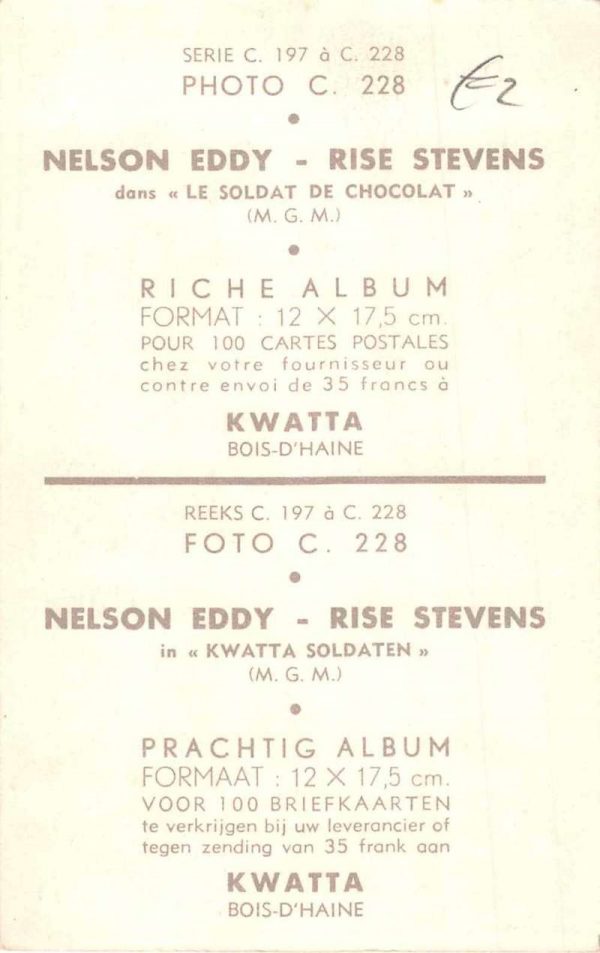 SERIE C. 197 à C. 228
PHOTO C. 228
€2
•
NELSON EDDY - RISE STEVENS
dans « LE SOLDAT DE CHOCOLAT »
(M. G. M.)
•
RICHE ALBUM
FORMAT : 12 X 17,5 cm.
POUR 100 CARTES POSTALES
chez votre fournisseur ou
contre envoi de 35 francs à
KWATTA
BOIS-D'HAINE
REEKS C. 197 à C. 228
FOTO C. 228
•
NELSON EDDY - RISE STEVENS
in « KWATTA SOLDATEN »
(M. G. M.)
•
PRACHTIG ALBUM
FORMAAT : 12 X 17,5 cm.
VOOR 100 BRIEFKAARTEN
te verkrijgen bij uw leverancier of
tegen zending van 35 frank aan
KWATTA
BOIS-D'HAINE